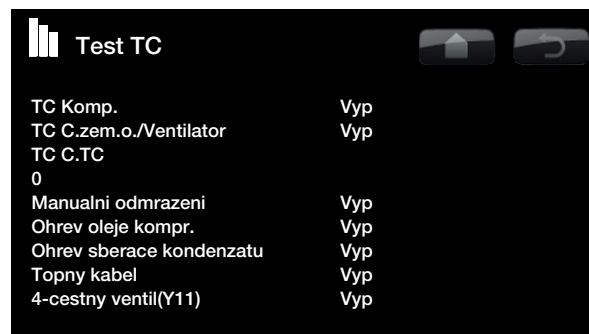 Test TC
TC Komp. Vyp
TC C.zem.o./Ventilator Vyp
TC C.TC
0
Manualni odmrazeni Vyp
Ohrev oleje kompr. Vyp
Ohrev sberace kondenzatu Vyp
Topny kabel Vyp
4-cestny ventil(Y11) Vyp